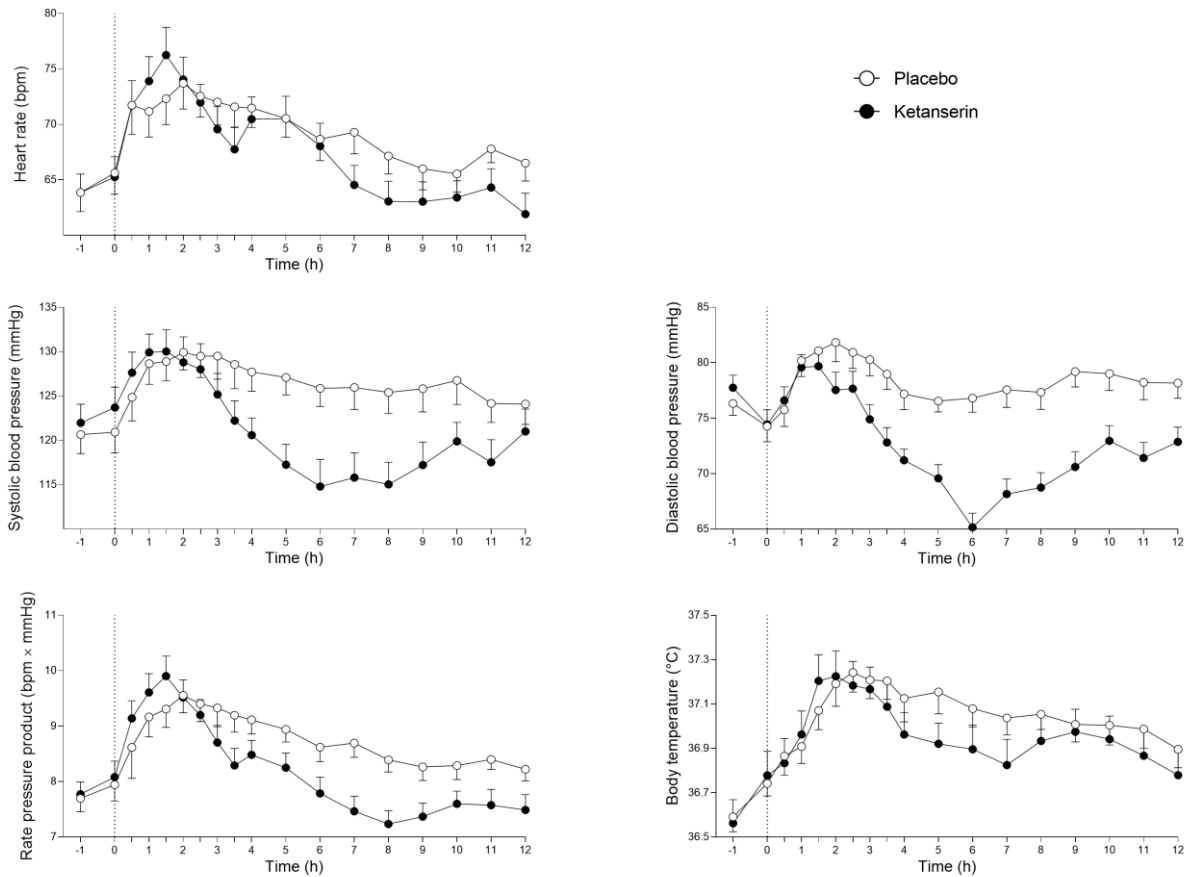 Heart rate (bpm)
80
75
70
65
-1 0 1 2 3 4 5 6 7 8 9 10 11 12
Time (h)
Placebo
Ketanserin
Systolic blood pressure (mmHg)
135
130
125
120
115
-1 0 1 2 3 4 5 6 7 8 9 10 11 12
Time (h)
Diastolic blood pressure (mmHg)
85
80
75
70
65
-1 0 1 2 3 4 5 6 7 8 9 10 11 12
Time (h)
Rate pressure product (bpm × mmHg)
11
10
9
8
7
-1 0 1 2 3 4 5 6 7 8 9 10 11 12
Time (h)
Body temperature (°C)
37.5
37.3
37.1
36.9
36.7
36.5
-1 0 1 2 3 4 5 6 7 8 9 10 11 12
Time (h)